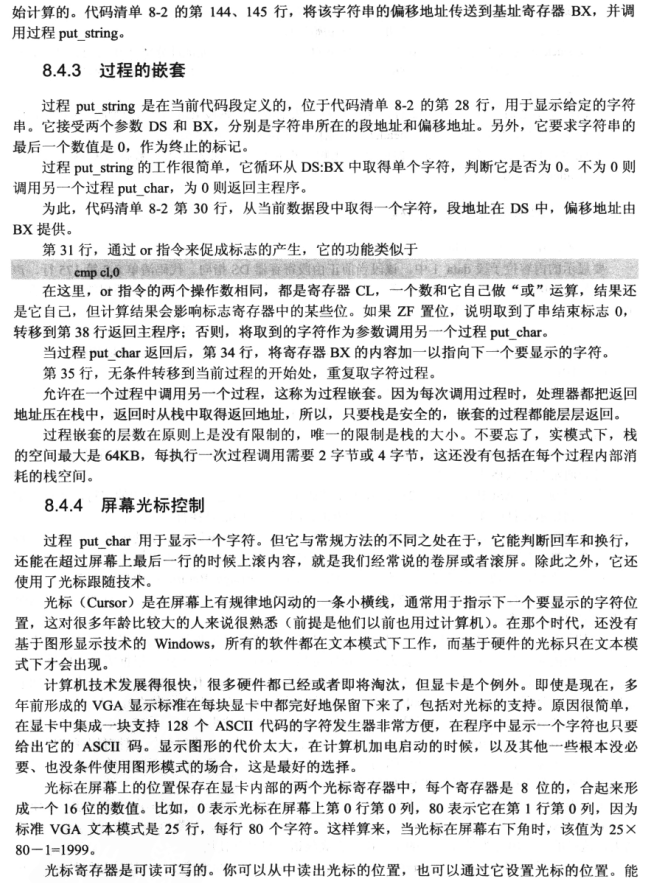 始计算的。代码清单 8-2 的第 144、145 行，将该字符串的偏移地址传送到基址寄存器 BX，并调
用过程 put_string。
8.4.3 过程的嵌套
过程 put_string 是在当前代码段定义的，位于代码清单 8-2 的第 28 行，用于显示给定的字符
串。它接受两个参数 DS 和 BX，分别是字符串所在的段地址和偏移地址。另外，它要求字符串的
最后一个数值是 0，作为终止的标记。
过程 put_string 的工作很简单，它循环从 DS:BX 中取得单个字符，判断它是否为 0。不为 0 则
调用另一个过程 put_char，为 0 则返回主程序。
为此，代码清单 8-2 第 30 行，从当前数据段中取得一个字符，段地址在 DS 中，偏移地址由
BX 提供。
第 31 行，通过 or 指令来促成标志的产生，它的功能类似于
cmp cl,0
在这里，or 指令的两个操作数相同，都是寄存器 CL，一个数和它自己做“或”运算，结果还
是它自己，但计算结果会影响标志寄存器中的某些位。如果 ZF 置位，说明取到了串结束标志 0，
转移到第 38 行返回主程序；否则，将取到的字符作为参数调用另一个过程 put_char。
当过程 put_char 返回后，第 34 行，将寄存器 BX 的内容加一以指向下一个要显示的字符。
第 35 行，无条件转移到当前过程的开始处，重复取字符过程。
允许在一个过程中调用另一个过程，这称为过程嵌套。因为每次调用过程时，处理器都把返回
地址压在栈中，返回时从栈中取得返回地址，所以，只要栈是安全的，嵌套的过程都能层层返回。
过程嵌套的层数在原则上是没有限制的，唯一的限制是栈的大小。不要忘了，实模式下，栈
的空间最大是 64KB，每执行一次过程调用需要 2 字节或 4 字节，这还没有包括在每个过程内部消
耗的栈空间。
8.4.4 屏幕光标控制
过程 put_char 用于显示一个字符。但它与常规方法的不同之处在于，它能判断回车和换行，
还能在超过屏幕上最后一行的时候上滚内容，就是我们经常说的卷屏或者滚屏。除此之外，它还
使用了光标跟随技术。
光标（Cursor）是在屏幕上有规律地闪动的一条小横线，通常用于指示下一个要显示的字符位
置，这对很多年龄比较大的人来说很熟悉（前提是他们以前也用过计算机）。在那个时代，还没有
基于图形显示技术的 Windows，所有的软件都在文本模式下工作，而基于硬件的光标只在文本模
式下才会出现。
计算机技术发展得很快，很多硬件都已经或者即将淘汰，但显卡是个例外。即使是现在，多
年前形成的 VGA 显示标准在每块显卡中都完好地保留下来了，包括对光标的支持。原因很简单，
在显卡中集成一块支持 128 个 ASCII 代码的字符发生器非常方便，在程序中显示一个字符也只要
给出它的 ASCII 码。显示图形的代价太大，在计算机加电启动的时候，以及其他一些根本没必
要、也没条件使用图形模式的场合，这是最好的选择。
光标在屏幕上的位置保存在显卡内部的两个光标寄存器中，每个寄存器是 8 位的，合起来形
成一个 16 位的数值。比如，0 表示光标在屏幕上第 0 行第 0 列，80 表示它在第 1 行第 0 列，因为
标准 VGA 文本模式是 25 行，每行 80 个字符。这样算来，当光标在屏幕右下角时，该值为 25×
80－1=1999。
光标寄存器是可读可写的。你可以从中读出光标的位置，也可以通过它设置光标的位置。能